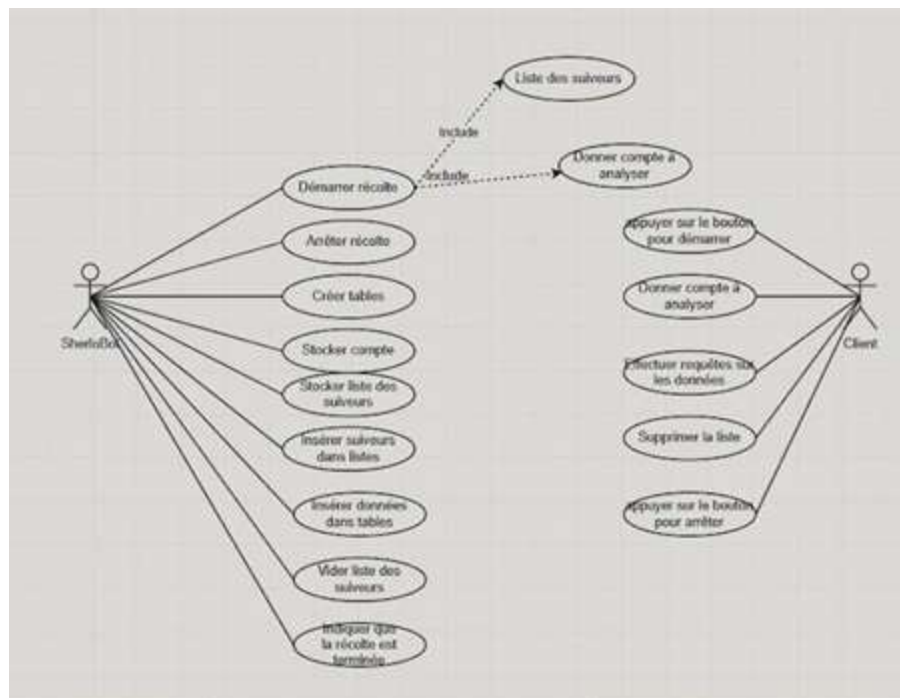 Liste des suiveurs
Include
Include
Donner compte à
analyser
Démarrer récolte
appuyer sur le bouton
pour démarrer
Arrêter récolte
Créer tables
Donner compte à
analyser
SherloBot
Client
Stocker compte
Effectuer requêtes sur
les données
Stocker liste des
suiveurs
Insérer suiveurs
dans listes
Supprimer la liste
Insérer données
dans tables
appuyer sur le bouton
pour arrêter
Vider liste des
suiveurs
Indiquer que
la récolte est
terminée